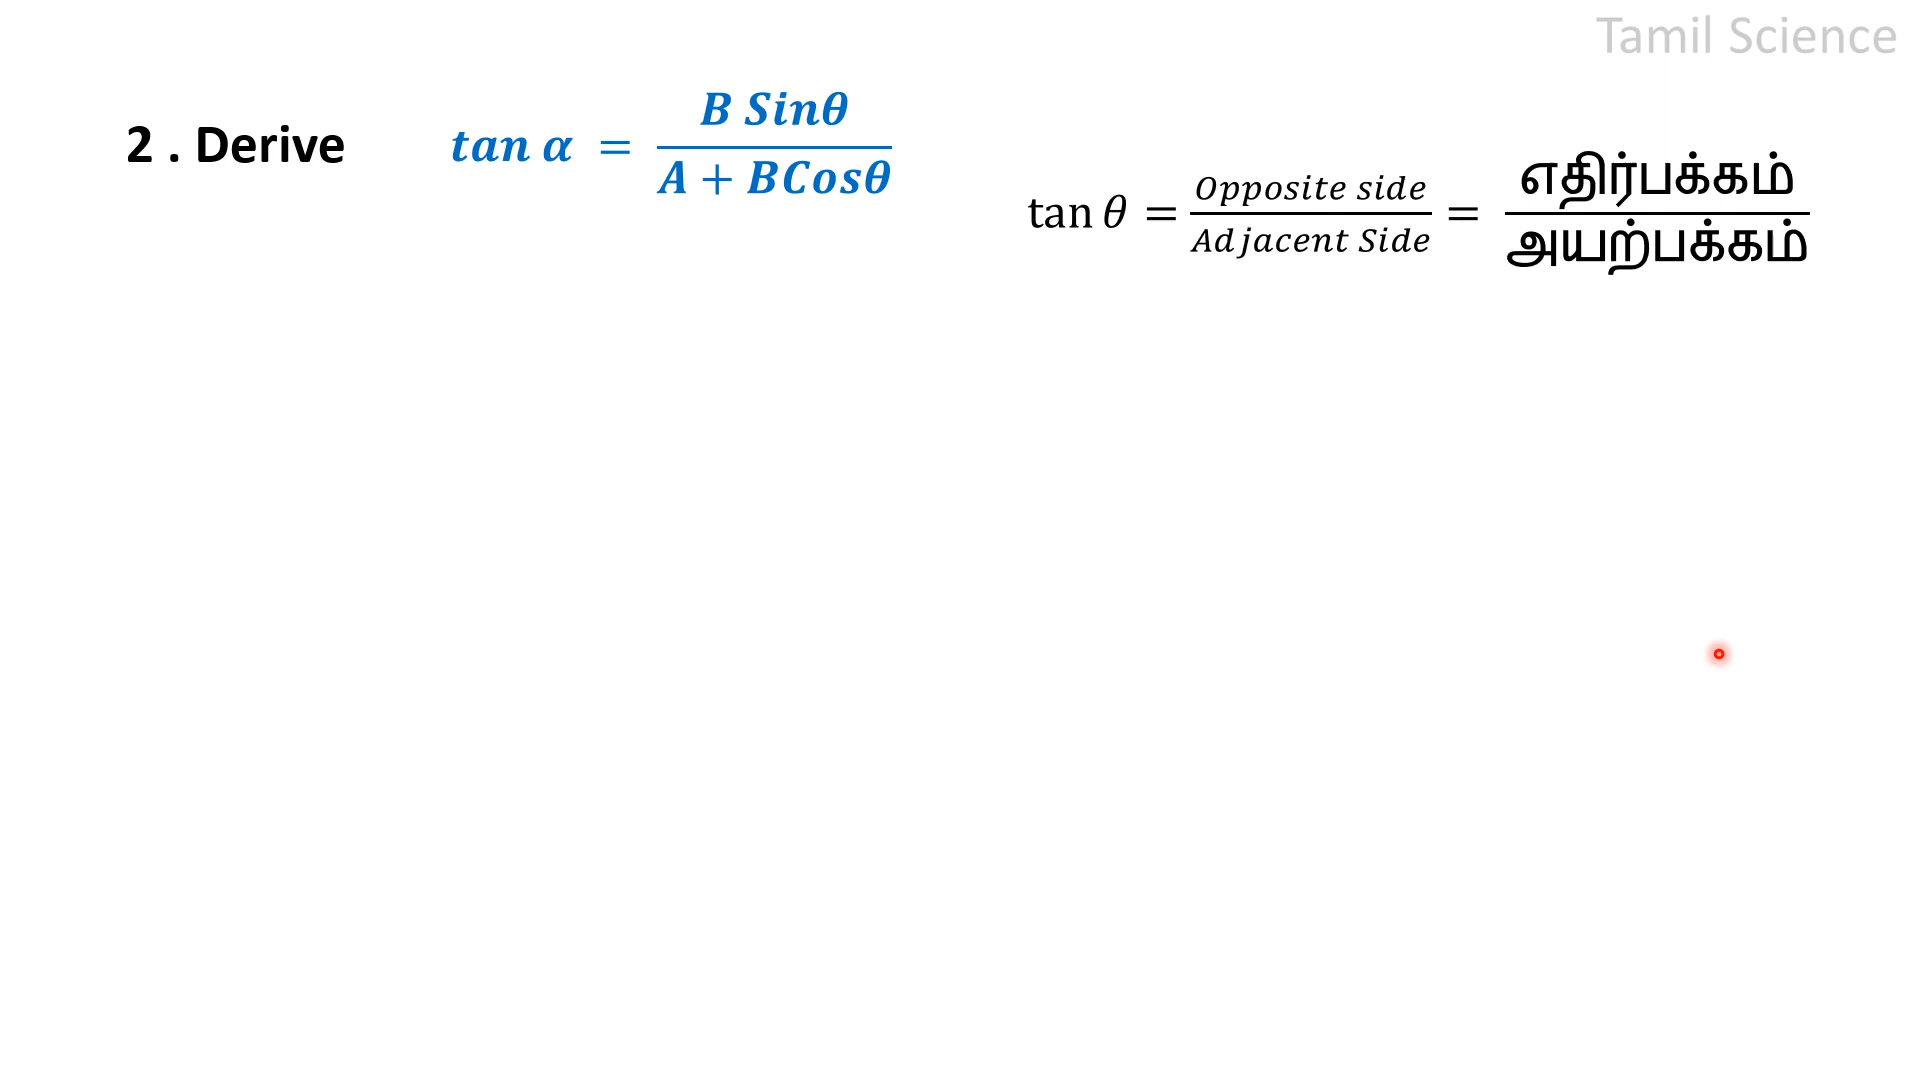 Tamil Science
2 . Derive tan α = B Sinθ / A + BCosθ
tan θ = Opposite side / Adjacent Side = எதிர்பக்கம் / அயற்பக்கம்